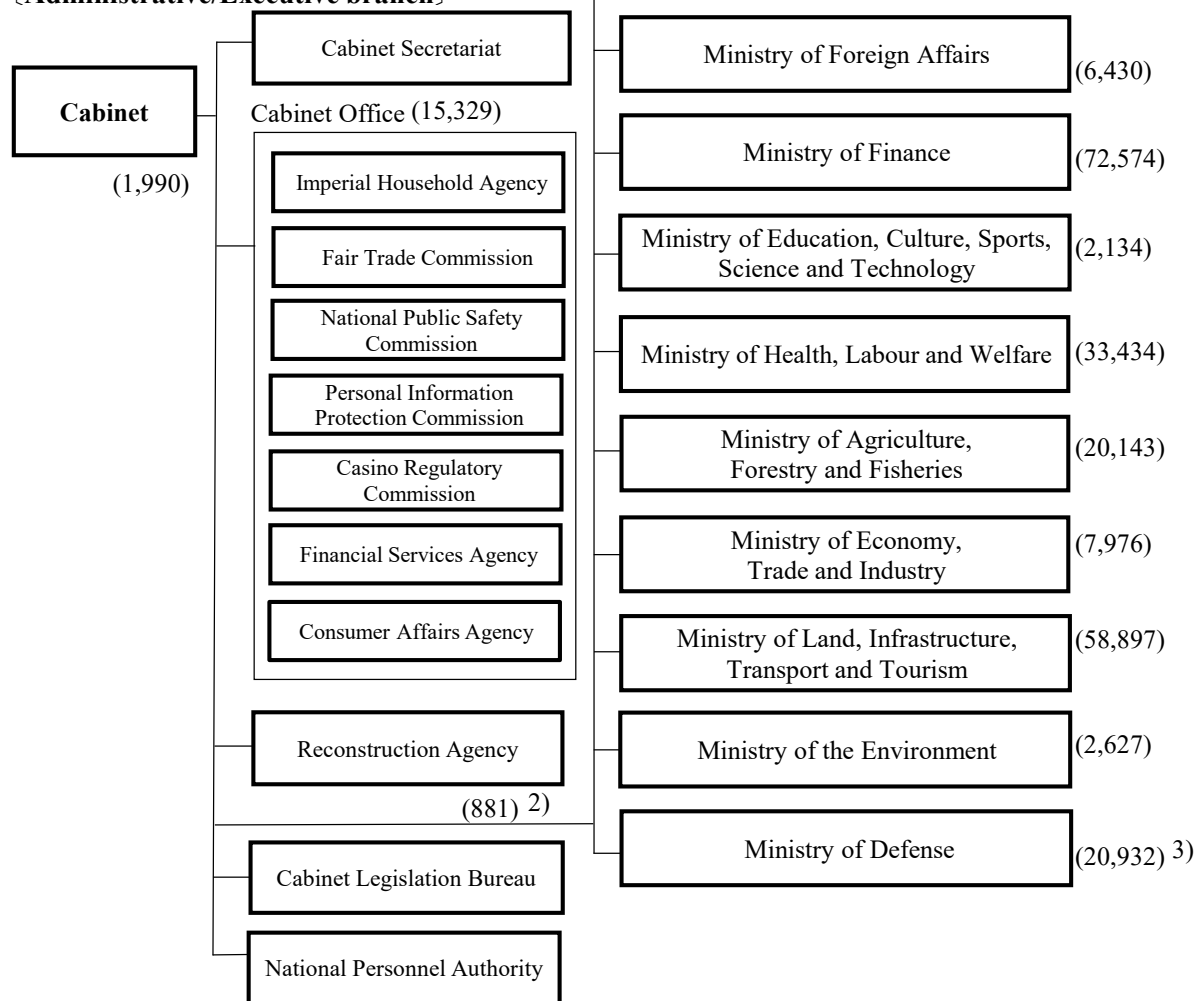 〔Administrative/Executive branch〕
Cabinet
(1,990)
Cabinet Secretariat
Cabinet Office (15,329)
Imperial Household Agency
Fair Trade Commission
National Public Safety
Commission
Personal Information
Protection Commission
Casino Regulatory
Commission
Financial Services Agency
Consumer Affairs Agency
Reconstruction Agency
(881) 2)
Cabinet Legislation Bureau
National Personnel Authority
Ministry of Foreign Affairs
(6,430)
Ministry of Finance
(72,574)
Ministry of Education, Culture, Sports,
Science and Technology
(2,134)
Ministry of Health, Labour and Welfare
(33,434)
Ministry of Agriculture,
Forestry and Fisheries
(20,143)
Ministry of Economy,
Trade and Industry
(7,976)
Ministry of Land, Infrastructure,
Transport and Tourism
(58,897)
Ministry of the Environment
(2,627)
Ministry of Defense
(20,932) 3)